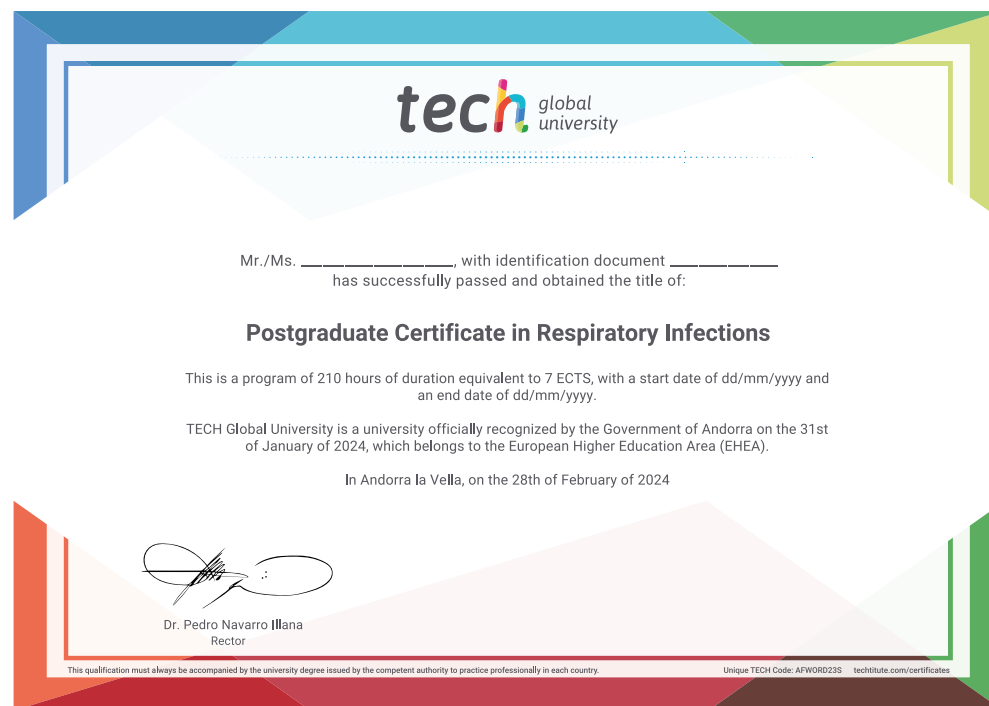 tech global
university
Mr./Ms. ___________________, with identification document ____________
has successfully passed and obtained the title of:
Postgraduate Certificate in Respiratory Infections
This is a program of 210 hours of duration equivalent to 7 ECTS, with a start date of dd/mm/yyyy and
an end date of dd/mm/yyyy.
TECH Global University is a university officially recognized by the Government of Andorra on the 31st
of January of 2024, which belongs to the European Higher Education Area (EHEA).
In Andorra la Vella, on the 28th of February of 2024
Dr. Pedro Navarro Illana
Rector
This qualification must always be accompanied by the university degree issued by the competent authority to practice professionally in each country. Unique TECH Code: AFWORD23S techtitute.com/certificates